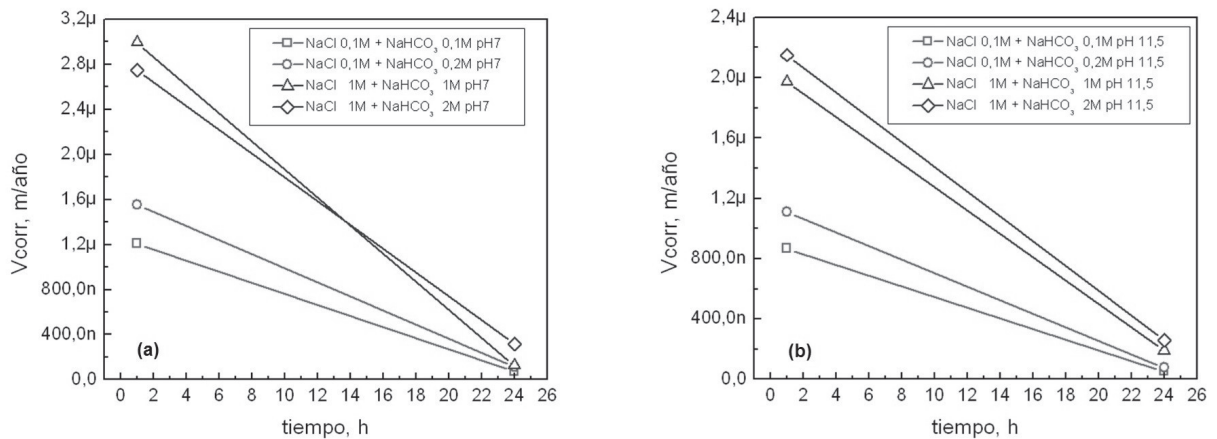 3,2µ
2,8µ
2,4µ
2,0µ
1,6µ
1,2µ
800,0n
400,0n
0,0
Vcorr, m/año
NaCl 0,1M + NaHCO₃ 0,1M pH7
NaCl 0,1M + NaHCO₃ 0,2M pH7
NaCl 1M + NaHCO₃ 1M pH7
NaCl 1M + NaHCO₃ 2M pH7
(a)
0 2 4 6 8 10 12 14 16 18 20 22 24 26
tiempo, h
2,4µ
2,0µ
1,6µ
1,2µ
800,0n
400,0n
0,0
Vcorr, m/año
NaCl 0,1M + NaHCO₃ 0,1M pH 11,5
NaCl 0,1M + NaHCO₃ 0,2M pH 11,5
NaCl 1M + NaHCO₃ 1M pH 11,5
NaCl 1M + NaHCO₃ 2M pH 11,5
(b)
0 2 4 6 8 10 12 14 16 18 20 22 24 26
tiempo, h